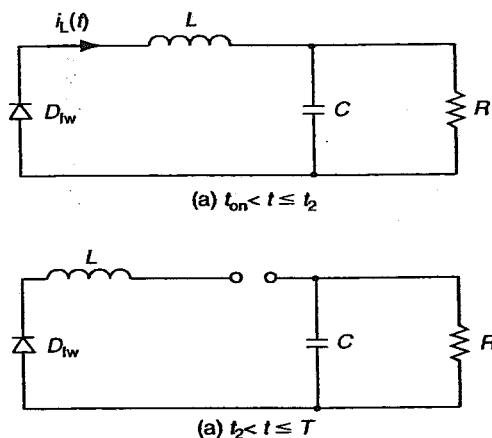 i_L(t)
L
D_fw
C
R
(a) t_on < t ≤ t_2
L
D_fw
C
R
(a) t_2 < t ≤ T